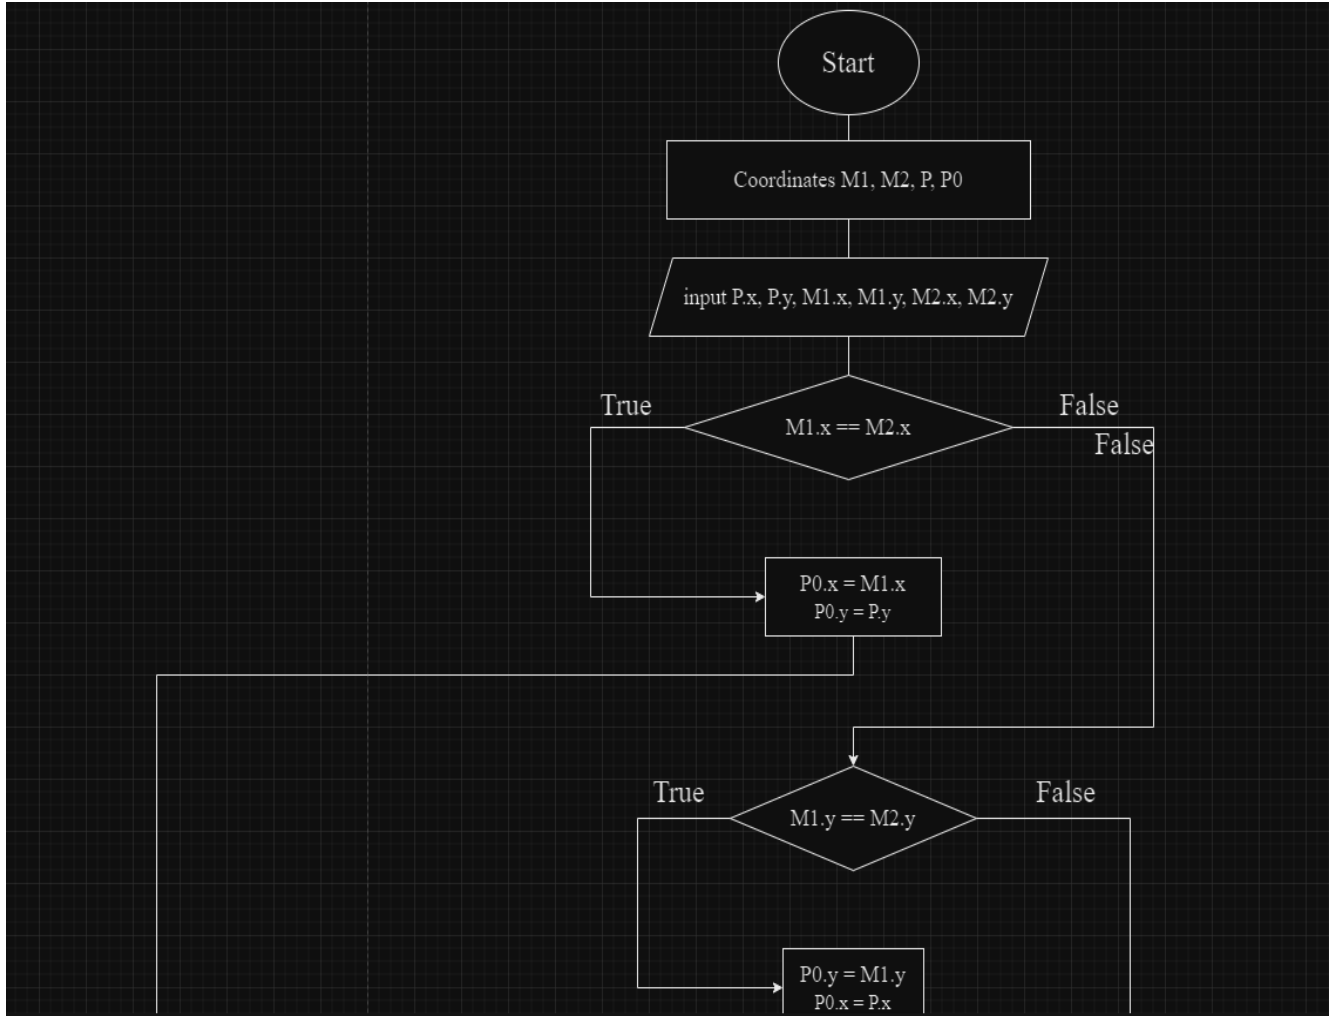 Start
Coordinates M1, M2, P, P0
input P.x, P.y, M1.x, M1.y, M2.x, M2.y
True
M1.x == M2.x
False
False
P0.x = M1.x
P0.y = P.y
True
M1.y == M2.y
False
P0.y = M1.y
P0.x = P.x